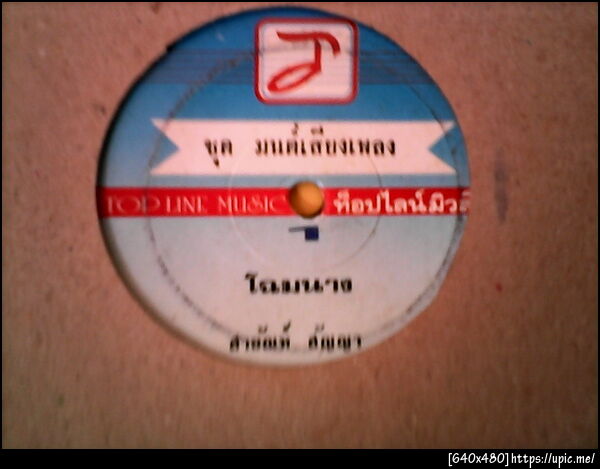 ชุด มนต์เสียงเพลง
TOP LINE MUSIC ท็อปไลน์มิวสิ
โฉมนาง
สายัณห์ สัญญา
[640x480]https://upic.me/